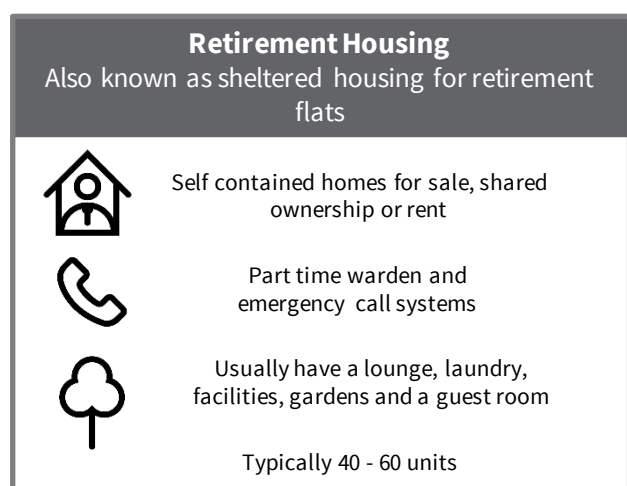 Retirement Housing
Also known as sheltered housing for retirement
flats
Self contained homes for sale, shared
ownership or rent
Part time warden and
emergency call systems
Usually have a lounge, laundry,
facilities, gardens and a guest room
Typically 40 - 60 units